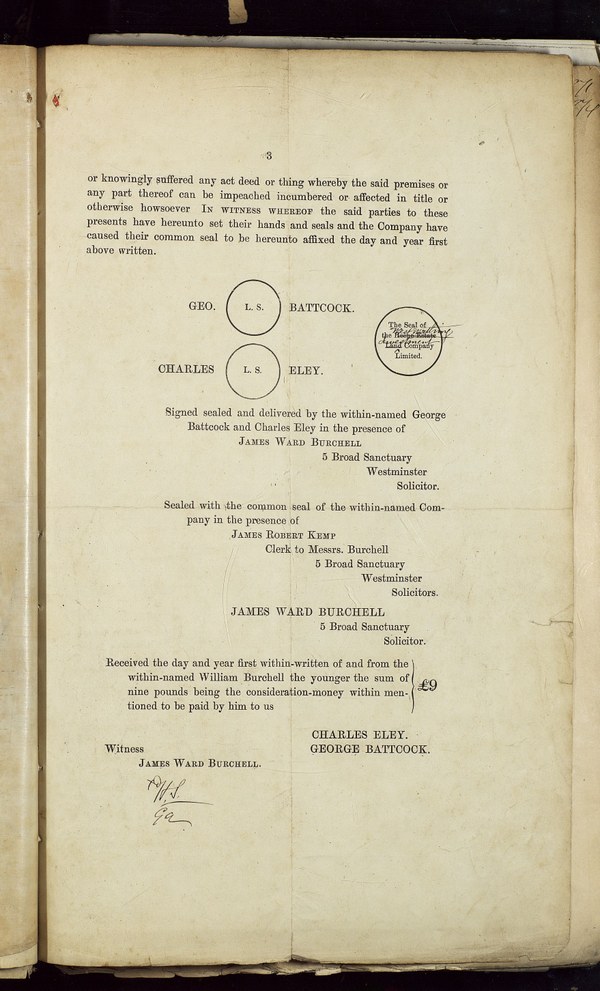 3
or knowingly suffered any act deed or thing whereby the said premises or
any part thereof can be impeached incumbered or affected in title or
otherwise howsoever IN WITNESS WHEREOF the said parties to these
presents have hereunto set their hands and seals and the Company have
caused their common seal to be hereunto affixed the day and year first
above written.
GEO. L. S. BATTCOCK.
The Seal of
the
Investment
Land Company
Limited.
CHARLES L. S. ELEY.
Signed sealed and delivered by the within-named George
Battcock and Charles Eley in the presence of
JAMES WARD BURCHELL
5 Broad Sanctuary
Westminster
Solicitor.
Sealed with the common seal of the within-named Com-
pany in the presence of
JAMES ROBERT KEMP
Clerk to Messrs. Burchell
5 Broad Sanctuary
Westminster
Solicitors.
JAMES WARD BURCHELL
5 Broad Sanctuary
Solicitor.
Received the day and year first within-written of and from the
within-named William Burchell the younger the sum of
nine pounds being the consideration-money within men-
tioned to be paid by him to us
£9
CHARLES ELEY.
GEORGE BATTCOCK.
Witness
JAMES WARD BURCHELL.